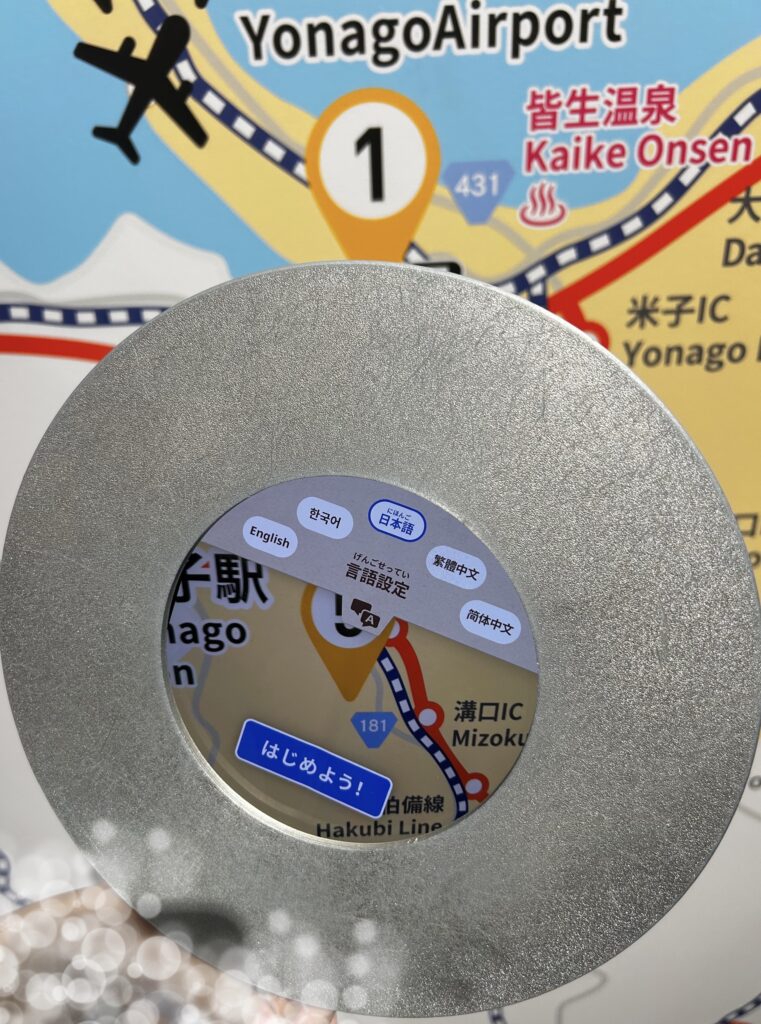 YonagoAirport
皆生温泉
Kaike Onsen
1
431
米子IC
Yonago
English
한국어
にほんご
日本語
繁體中文
简体中文
げんごせってい
言語設定
A
子駅
nago
181
溝口IC
Mizoku
はじめよう!
伯備線
Hakubi Line